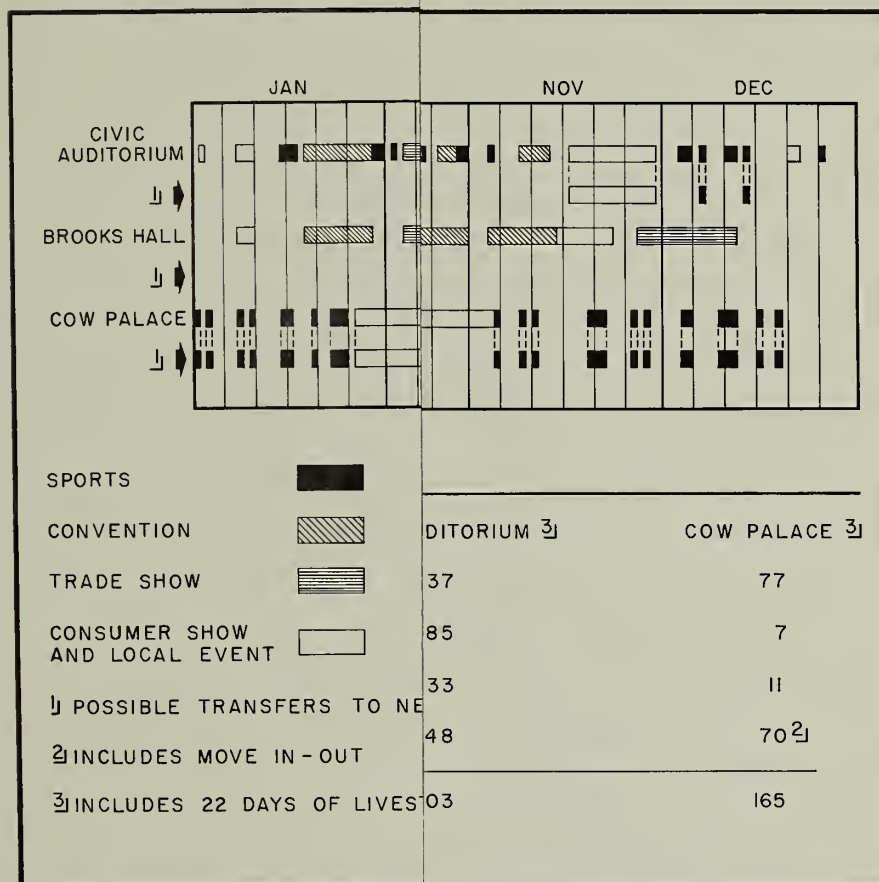 JAN NOV DEC
CIVIC
AUDITORIUM
1
BROOKS HALL
1
COW PALACE
1
SPORTS
CONVENTION
DITORIUM 3 COW PALACE 3
TRADE SHOW
37 77
CONSUMER SHOW
AND LOCAL EVENT
85 7
1 POSSIBLE TRANSFERS TO NE
33 11
2 INCLUDES MOVE IN-OUT
48 70 2
3 INCLUDES 22 DAYS OF LIVES
03 165